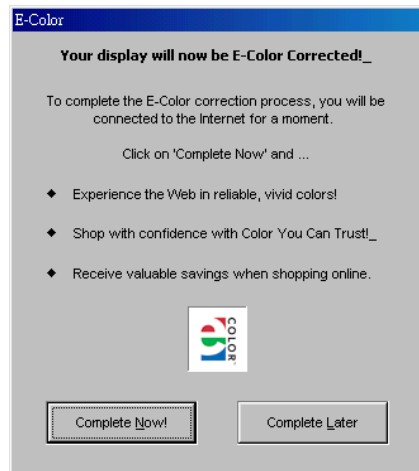 E-Color
Your display will now be E-Color Corrected!_
To complete the E-Color correction process, you will be
connected to the Internet for a moment.
Click on 'Complete Now' and ...
Experience the Web in reliable, vivid colors!
Shop with confidence with Color You Can Trust!_
Receive valuable savings when shopping online.
COLOR
Complete Now!
Complete Later